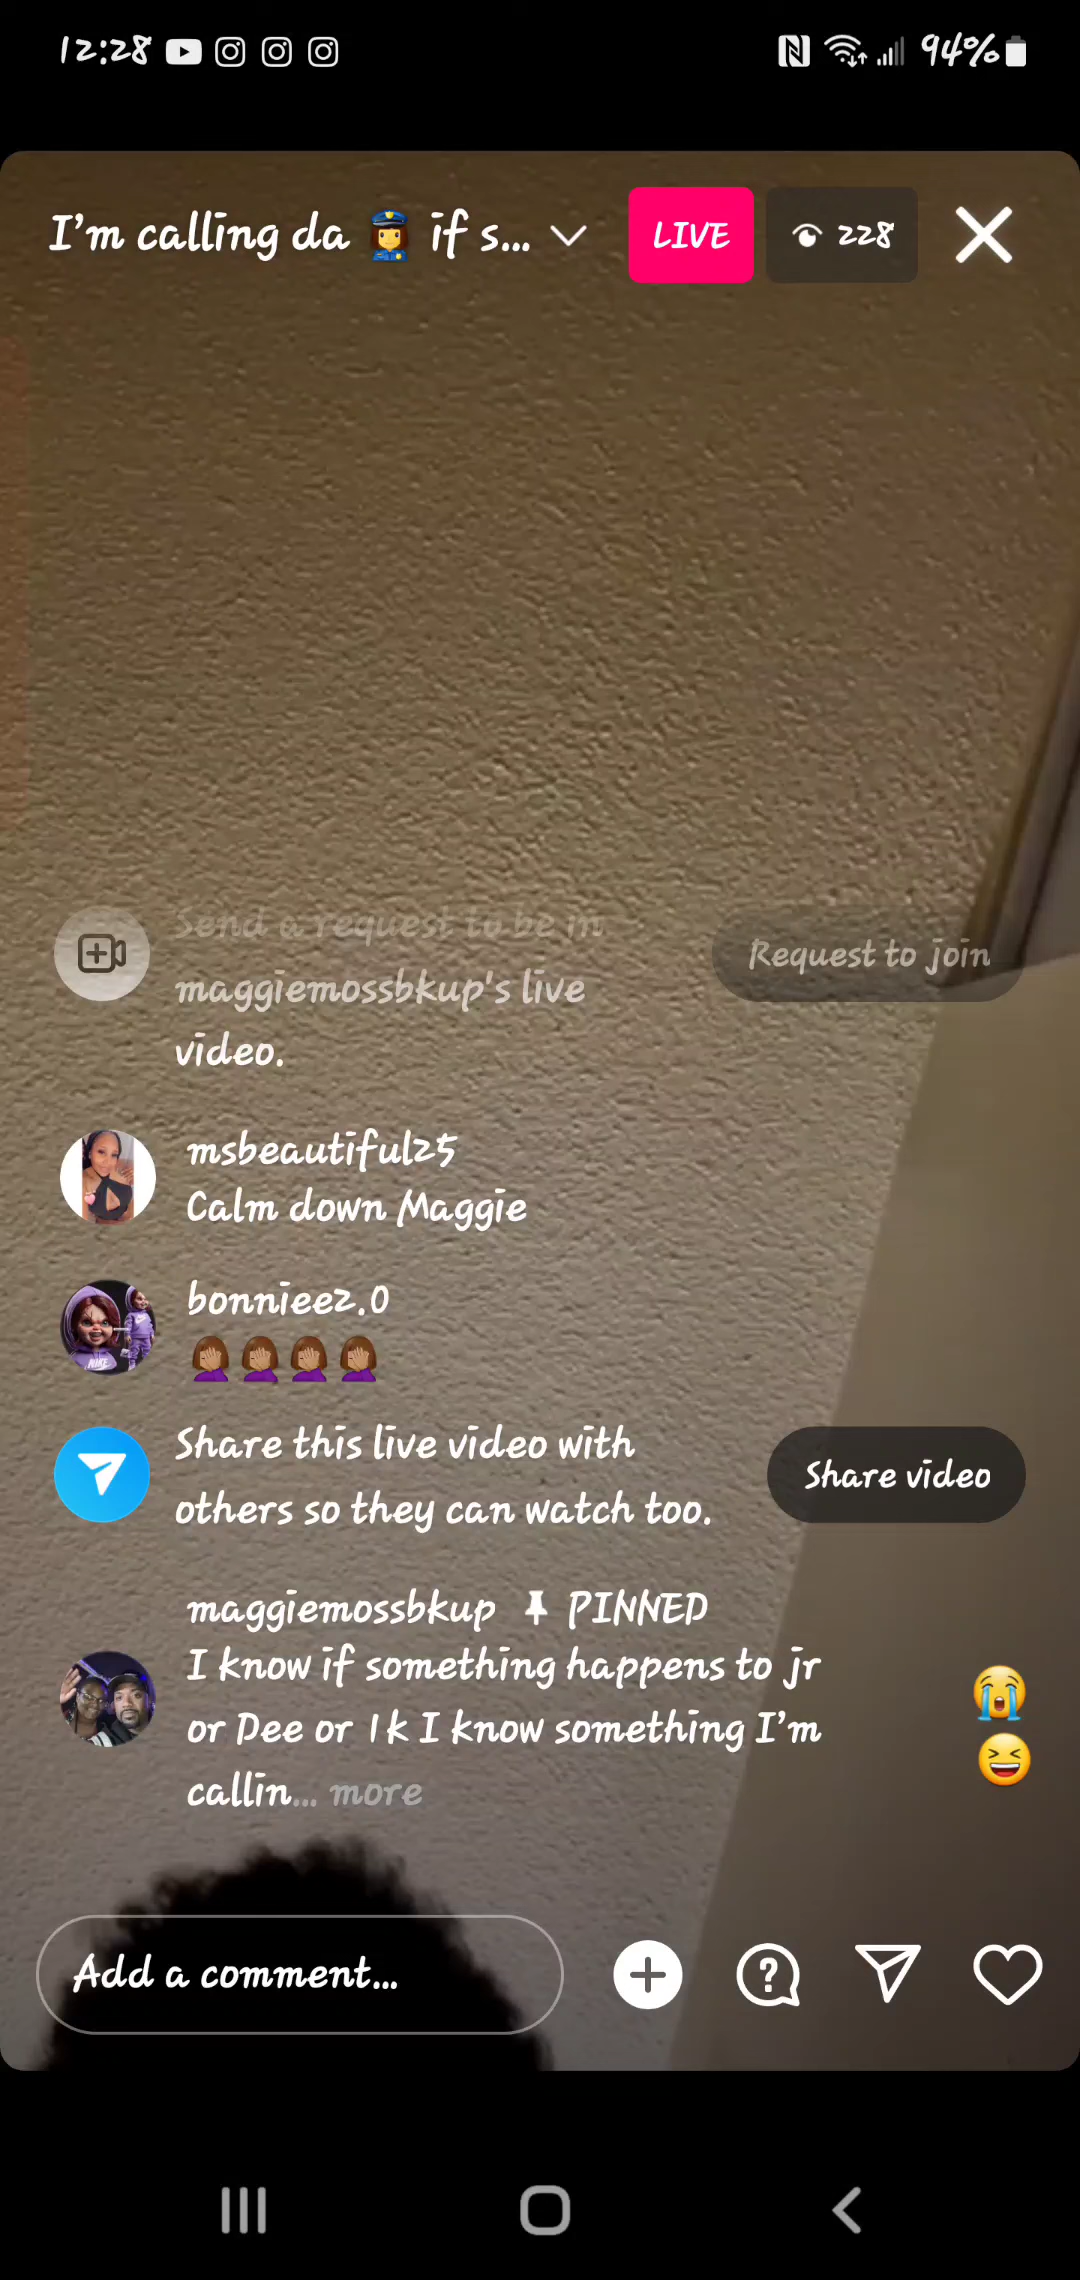 12:28
94%
I'm calling da 👮‍♀️ if s...
LIVE
228
Send a request to be in
maggiemossbkup's live
video.
Request to join
msbeautiful25
Calm down Maggie
bonniee2.0
🤦🏽‍♀️🤦🏽‍♀️🤦🏽‍♀️🤦🏽‍♀️
Share this live video with
others so they can watch too.
Share video
maggiemossbkup PINNED
I know if something happens to jr
or Dee or 1k I know something I'm
callin... more
Add a comment...